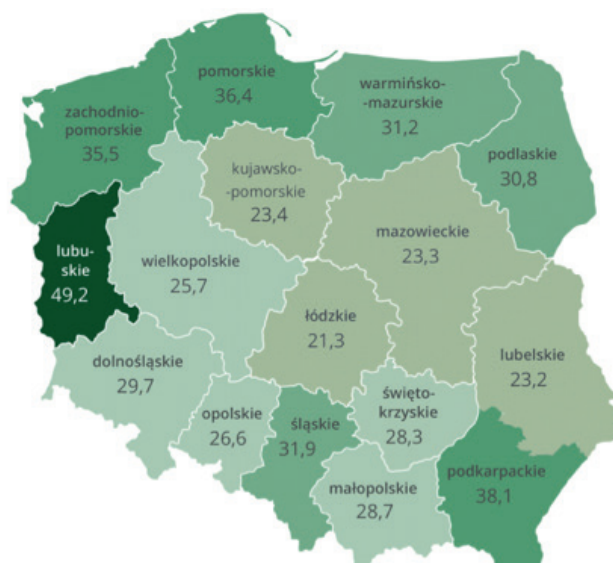 pomorskie
36,4
warmińsko-
-mazurskie
31,2
zachodnio-
pomorskie
35,5
podlaskie
30,8
kujawsko-
-pomorskie
23,4
mazowieckie
23,3
lubu-
skie
49,2
wielkopolskie
25,7
łódzkie
21,3
lubelskie
23,2
dolnośląskie
29,7
opolskie
26,6
śląskie
31,9
święto-
krzyskie
28,3
małopolskie
28,7
podkarpackie
38,1